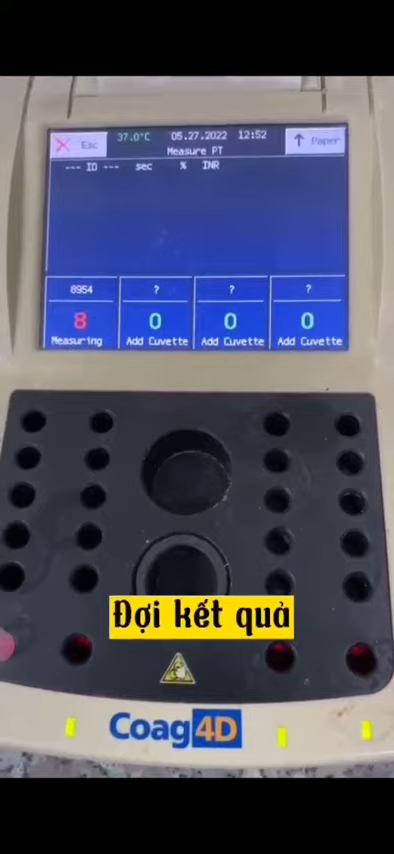 X Esc 37.0°C 05.27.2022 12:52 ↑ Paper
Measure PT
--- ID --- sec % INR
8954 ? ? ?
8 0 0 0
Measuring Add Cuvette Add Cuvette Add Cuvette
Đợi kết quả
Coag4D